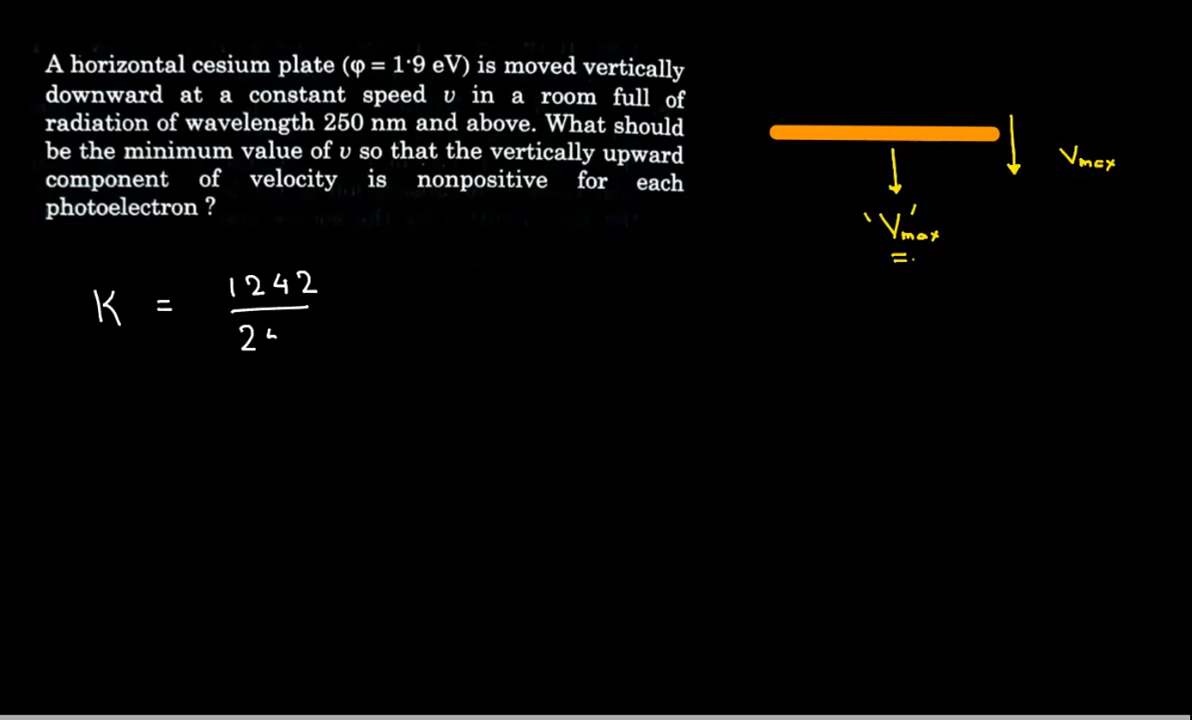 A horizontal cesium plate (φ = 1·9 eV) is moved vertically
downward at a constant speed υ in a room full of
radiation of wavelength 250 nm and above. What should
be the minimum value of υ so that the vertically upward
component of velocity is nonpositive for each
photoelectron ?
Vmax
'Vmax'
=.
K = 1242
2